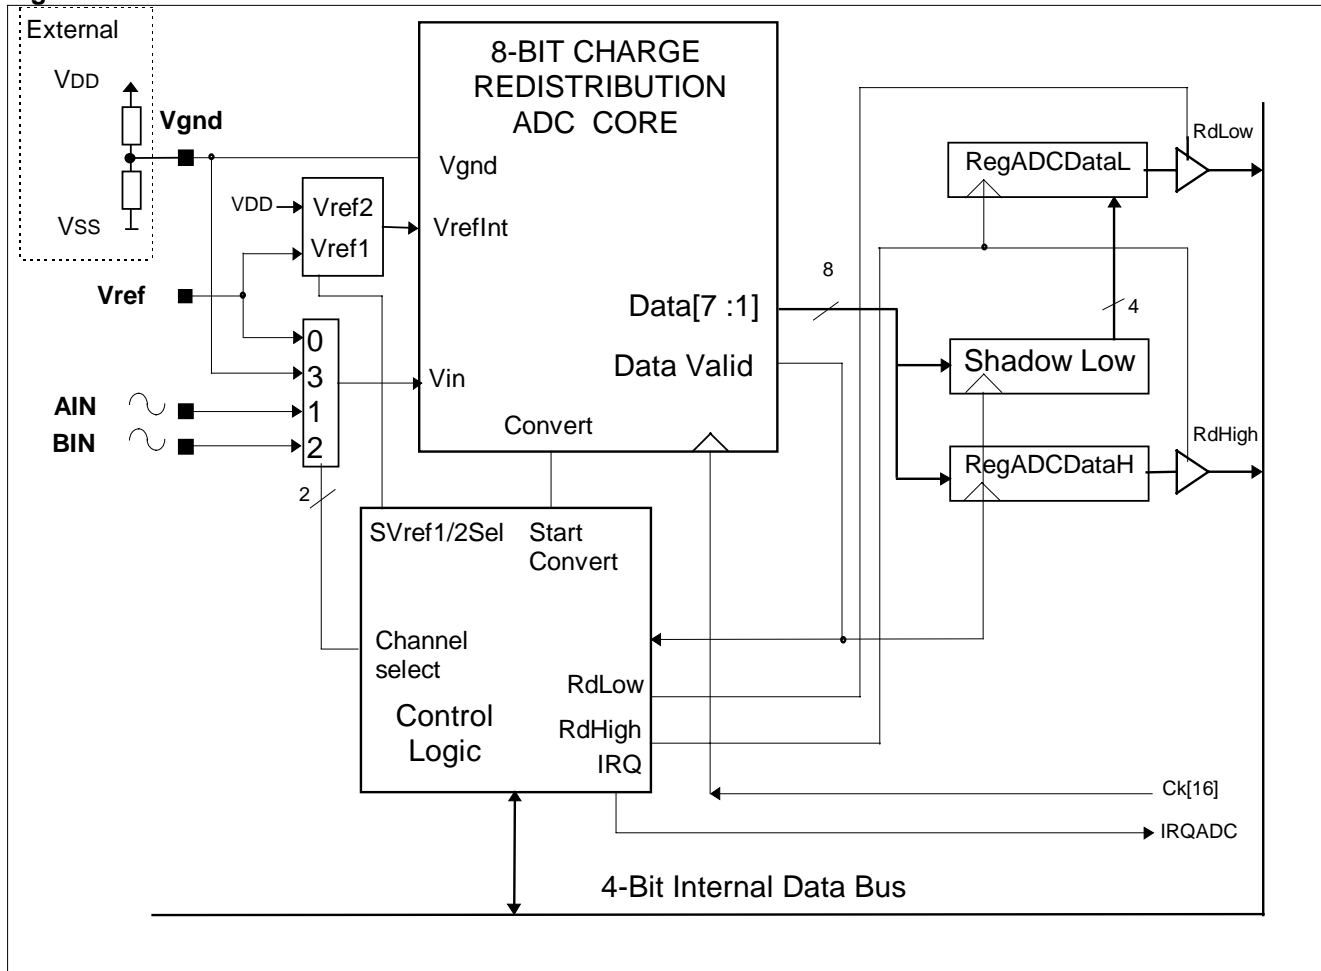 External
VDD
Vgnd
VSS
Vref
AIN
BIN
VDD
Vref2
Vref1
0
3
1
2
2
8-BIT CHARGE
REDISTRIBUTION
ADC CORE
Vgnd
VrefInt
Data[7 :1]
Data Valid
Vin
Convert
8
RegADCDataL
RdLow
4
Shadow Low
RegADCDataH
RdHigh
SVref1/2Sel
Start
Convert
Channel
select
RdLow
Control
Logic
RdHigh
IRQ
Ck[16]
IRQADC
4-Bit Internal Data Bus